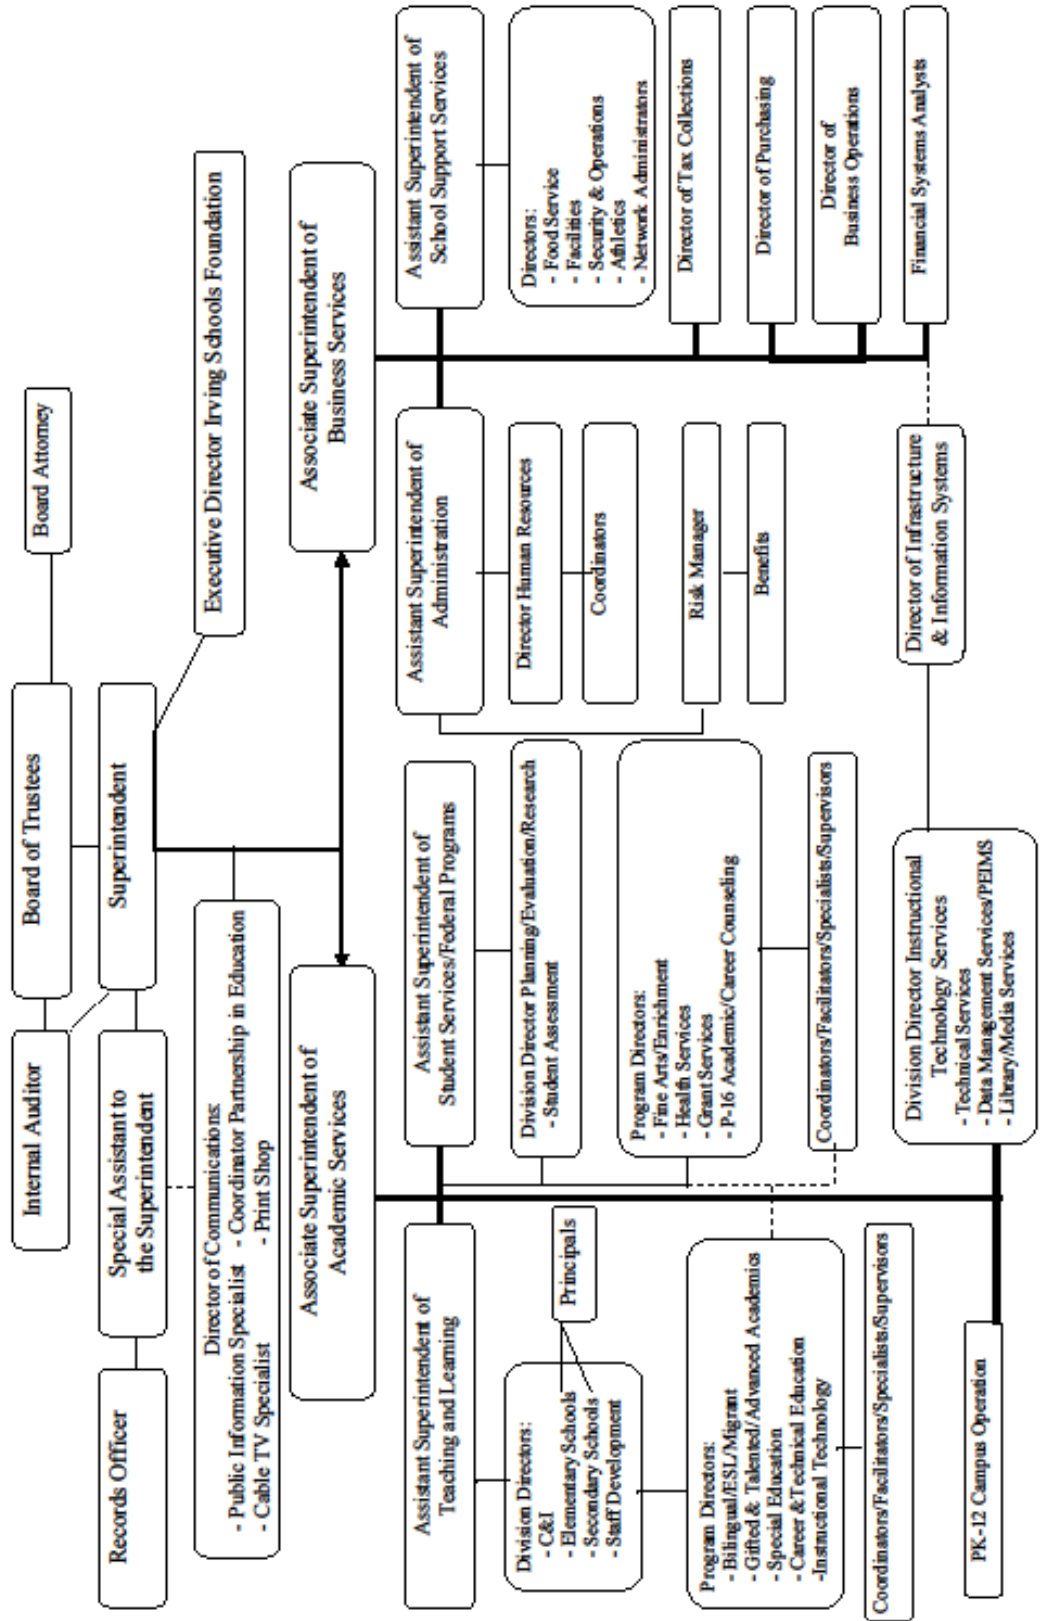 Board Attorney
Board of Trustees
Internal Auditor
Superintendent
Special Assistant to
the Superintendent
Records Officer
Executive Director Irving Schools Foundation
Director of Communications:
- Public Information Specialist - Coordinator Partnership in Education
- Cable TV Specialist - Print Shop
Associate Superintendent of
Academic Services
Associate Superintendent of
Business Services
Assistant Superintendent of
Teaching and Learning
Assistant Superintendent of
Student Services/Federal Programs
Assistant Superintendent of
Administration
Assistant Superintendent of
School Support Services
Division Directors:
- C&I
- Elementary Schools
- Secondary Schools
- Staff Development
Principals
Division Director Planning/Evaluation/Research
- Student Assessment
Director Human Resources
Coordinators
Directors:
- Food Service
- Facilities
- Security & Operations
- Athletics
- Network Administrators
Program Directors:
- Bilingual/ESL/Migrant
- Gifted & Talented/Advanced Academics
- Special Education
- Career & Technical Education
-Instructional Technology
Program Directors:
- Fine Arts/Enrichment
- Health Services
- Grant Services
- P-16 Academic/Career Counseling
Risk Manager
Benefits
Director of Tax Collections
Director of Purchasing
Director of
Business Operations
Coordinators/Facilitators/Specialists/Supervisors
Coordinators/Facilitators/Specialists/Supervisors
Financial Systems Analysts
Division Director Instructional
Technology Services
- Technical Services
- Data Management Services/PEIMS
- Library/Media Services
Director of Infrastructure
& Information Systems
PK-12 Campus Operation